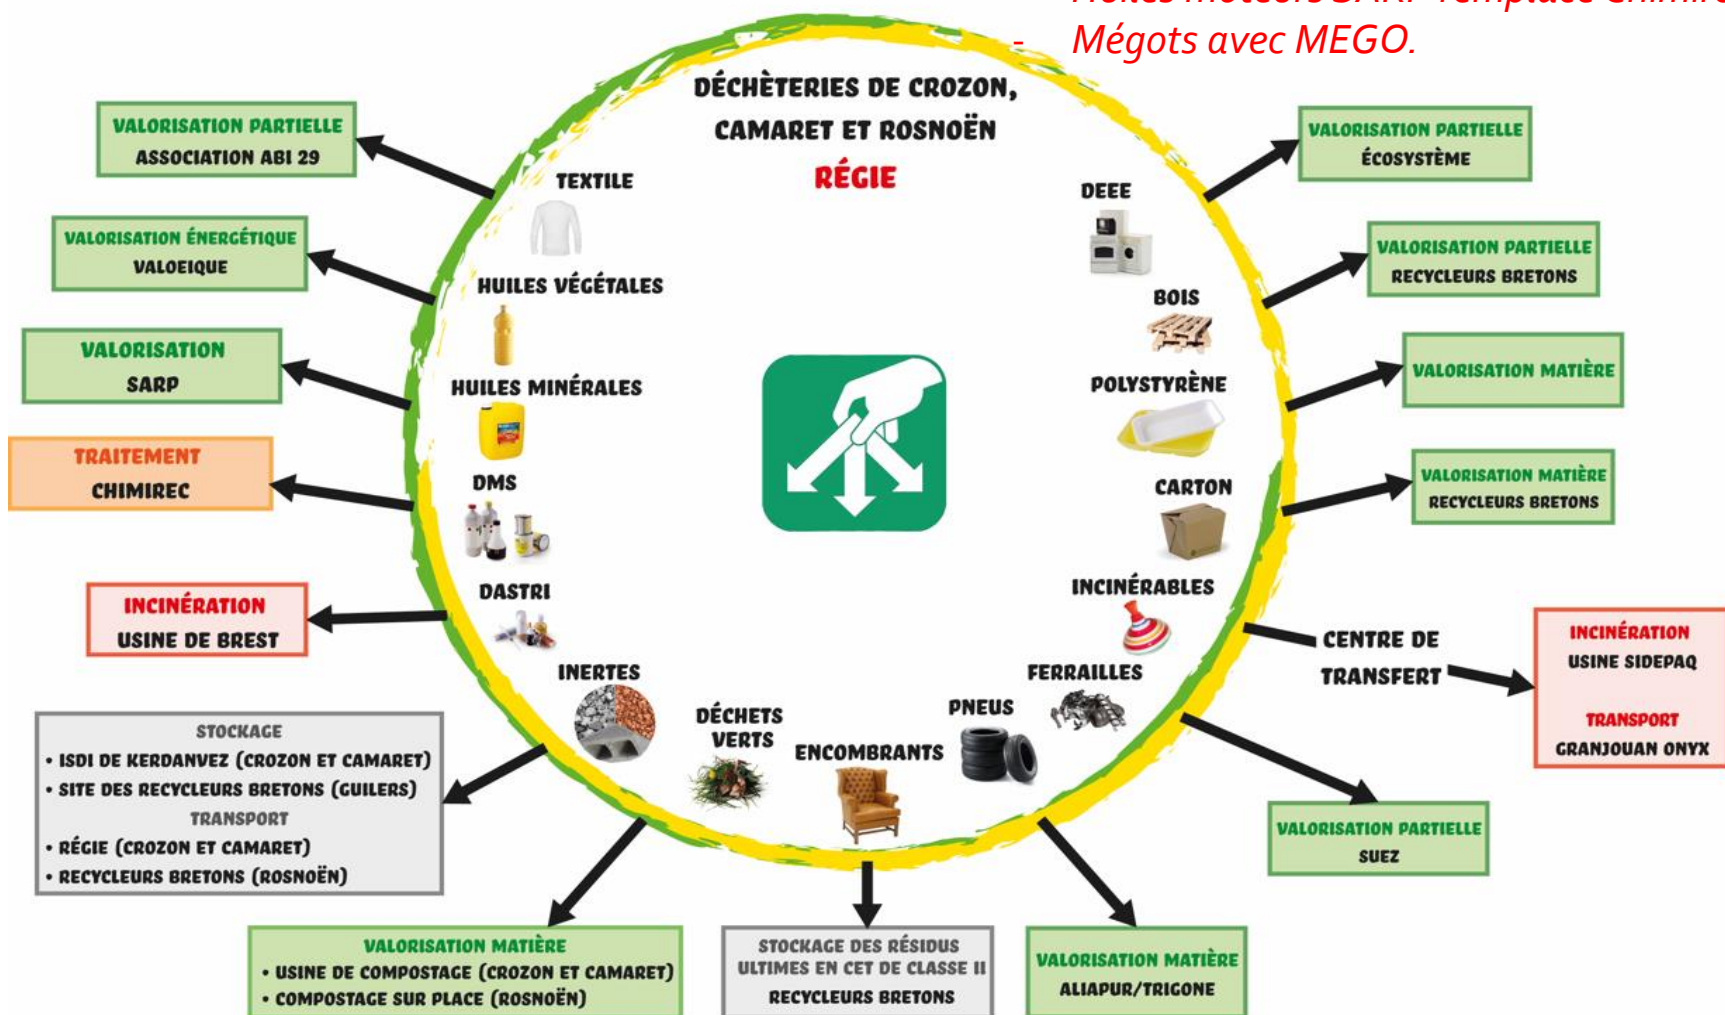 Huiles moteurs SARP remplace Chimirec
- Mégots avec MEGO.
DÉCHÈTERIES DE CROZON,
CAMARET ET ROSNOËN
RÉGIE
VALORISATION PARTIELLE
ASSOCIATION ABI 29
TEXTILE
VALORISATION ÉNERGÉTIQUE
VALOEIQUE
HUILES VÉGÉTALES
VALORISATION
SARP
HUILES MINÉRALES
TRAITEMENT
CHIMIREC
DMS
INCINÉRATION
USINE DE BREST
DASTRI
INERTES
STOCKAGE
• ISDI DE KERDANVEZ (CROZON ET CAMARET)
• SITE DES RECYCLEURS BRETONS (GUILERS)
TRANSPORT
• RÉGIE (CROZON ET CAMARET)
• RECYCLEURS BRETONS (ROSNOËN)
DÉCHETS
VERTS
VALORISATION MATIÈRE
• USINE DE COMPOSTAGE (CROZON ET CAMARET)
• COMPOSTAGE SUR PLACE (ROSNOËN)
ENCOMBRANTS
STOCKAGE DES RÉSIDUS
ULTIMES EN CET DE CLASSE II
RECYCLEURS BRETONS
PNEUS
VALORISATION MATIÈRE
ALIAPUR/TRIGONE
FERRAILLES
VALORISATION PARTIELLE
SUEZ
INCINÉRABLES
CENTRE DE
TRANSFERT
INCINÉRATION
USINE SIDEPAQ
TRANSPORT
GRANJOUAN ONYX
CARTON
VALORISATION MATIÈRE
RECYCLEURS BRETONS
POLYSTYRÈNE
VALORISATION MATIÈRE
BOIS
VALORISATION PARTIELLE
RECYCLEURS BRETONS
DEEE
VALORISATION PARTIELLE
ÉCOSYSTÈME